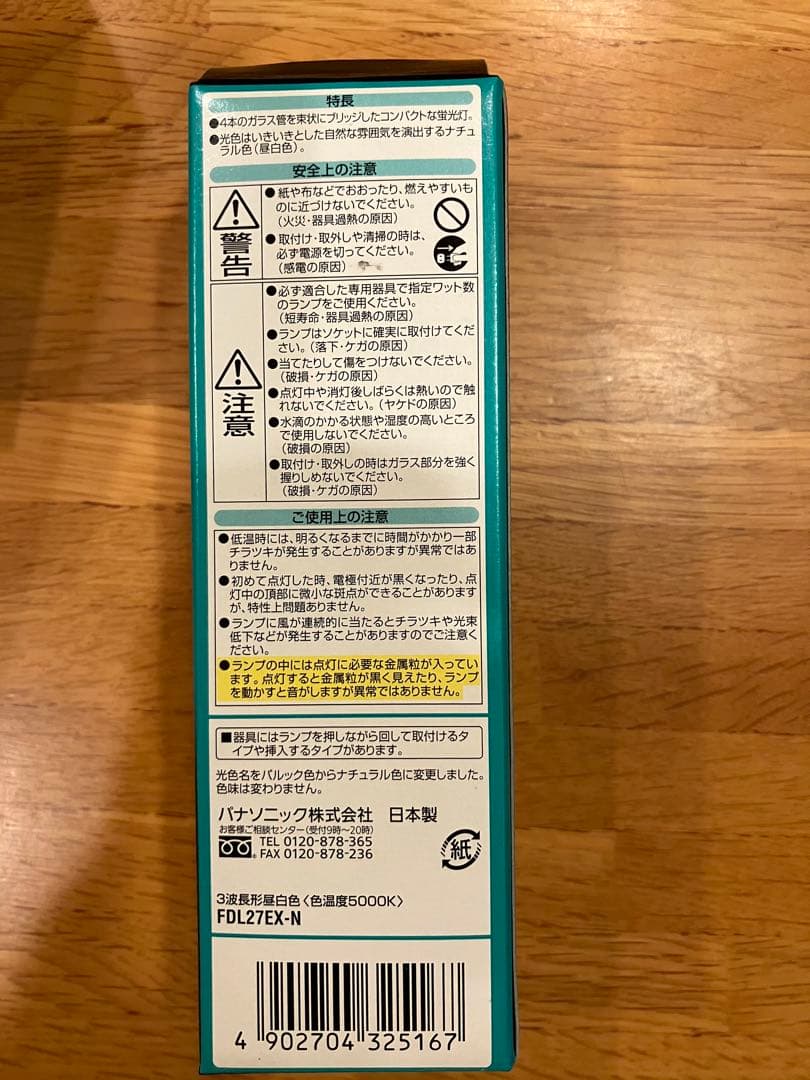 特長
●4本のガラス管を束状にブリッジしたコンパクトな蛍光灯。
●光色はいきいきとした自然な雰囲気を演出するナチュ
ラル色(昼白色)。
安全上の注意
警告
●紙や布などでおおったり、燃えやすいも
のに近づけないでください。
(火災・器具過熱の原因)
●取付け・取外しや清掃の時は、
必ず電源を切ってください。
(感電の原因)
注意
●必ず適合した専用器具で指定ワット数
のランプをご使用ください。
(短寿命・器具過熱の原因)
●ランプはソケットに確実に取付けてくだ
さい。(落下・ケガの原因)
●当てたりして傷をつけないでください。
(破損・ケガの原因)
●点灯中や消灯後しばらくは熱いので触
れないでください。(ヤケドの原因)
●水滴のかかる状態や湿度の高いところ
で使用しないでください。
(破損の原因)
●取付け・取外しの時はガラス部分を強く
握りしめないでください。
(破損・ケガの原因)
ご使用上の注意
●低温時には、明るくなるまでに時間がかかり一部
チラツキが発生することがありますが異常ではあ
りません。
●初めて点灯した時、電極付近が黒くなったり、点
灯中の頂部に微小な斑点ができることがあります
が、特性上問題ありません。
●ランプに風が連続的に当たるとチラツキや光束
低下などが発生することがありますのでご注意く
ださい。
●ランプの中には点灯に必要な金属粒が入っていま
す。点灯すると金属粒が黒く見えたり、ランプ
を動かすと音がしますが異常ではありません。
■器具にはランプを押しながら回して取付けるタ
イプや挿入するタイプがあります。
光色名をパルック色からナチュラル色に変更しました。
色味は変わりません。
パナソニック株式会社 日本製
お客様ご相談センター(受付9時〜20時)
TEL 0120-878-365
FAX 0120-878-236
紙
3波長形昼白色〈色温度5000K〉
FDL27EX-N
4 902704 325167